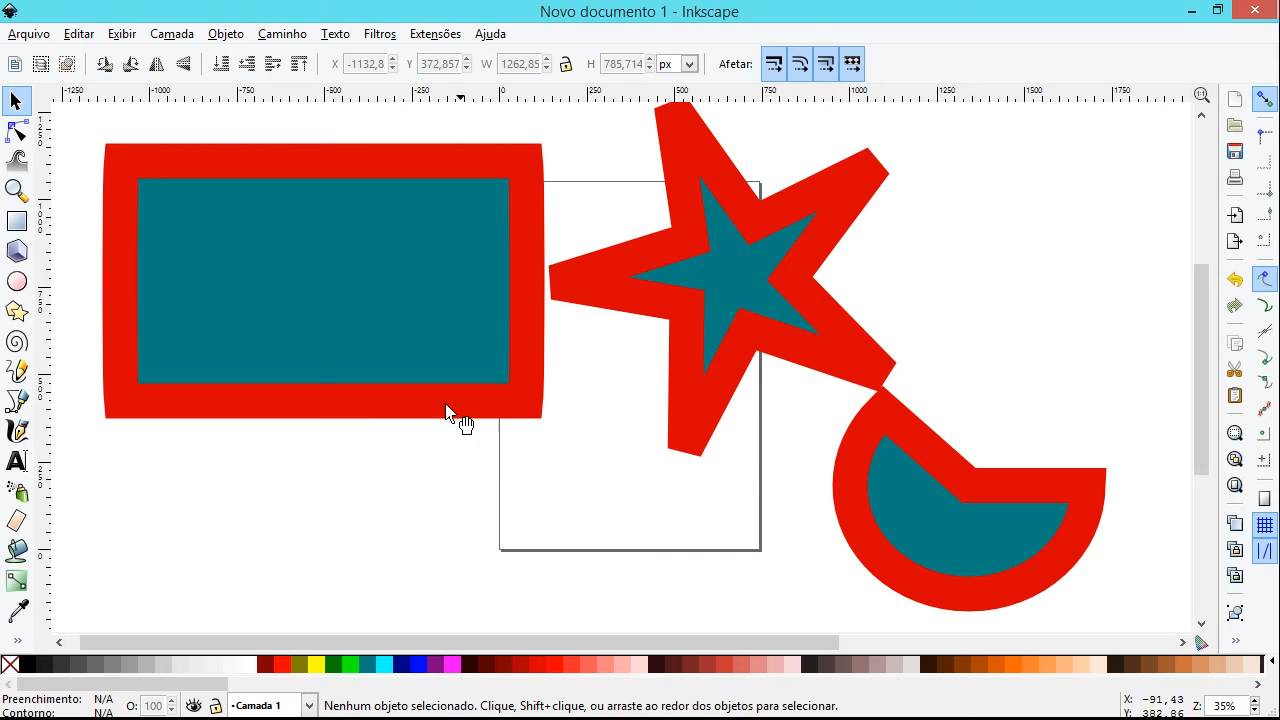 Novo documento 1 - Inkscape
Arquivo Editar Exibir Camada Objeto Caminho Texto Filtros Extensões Ajuda
X -1132,8 Y 372,857 W 1262,85 H 785,714 px Afetar:
-1250 -1000 -750 -500 -250 0 250 500 750 1000 1250 1500 1750
Preenchimento: N/A
Contorno: N/A
O: 100
Camada 1
Nenhum objeto selecionado. Clique, Shift+clique, ou arraste ao redor dos objetos para selecionar.
X: -91,43
Y: 382,86
Z: 35%